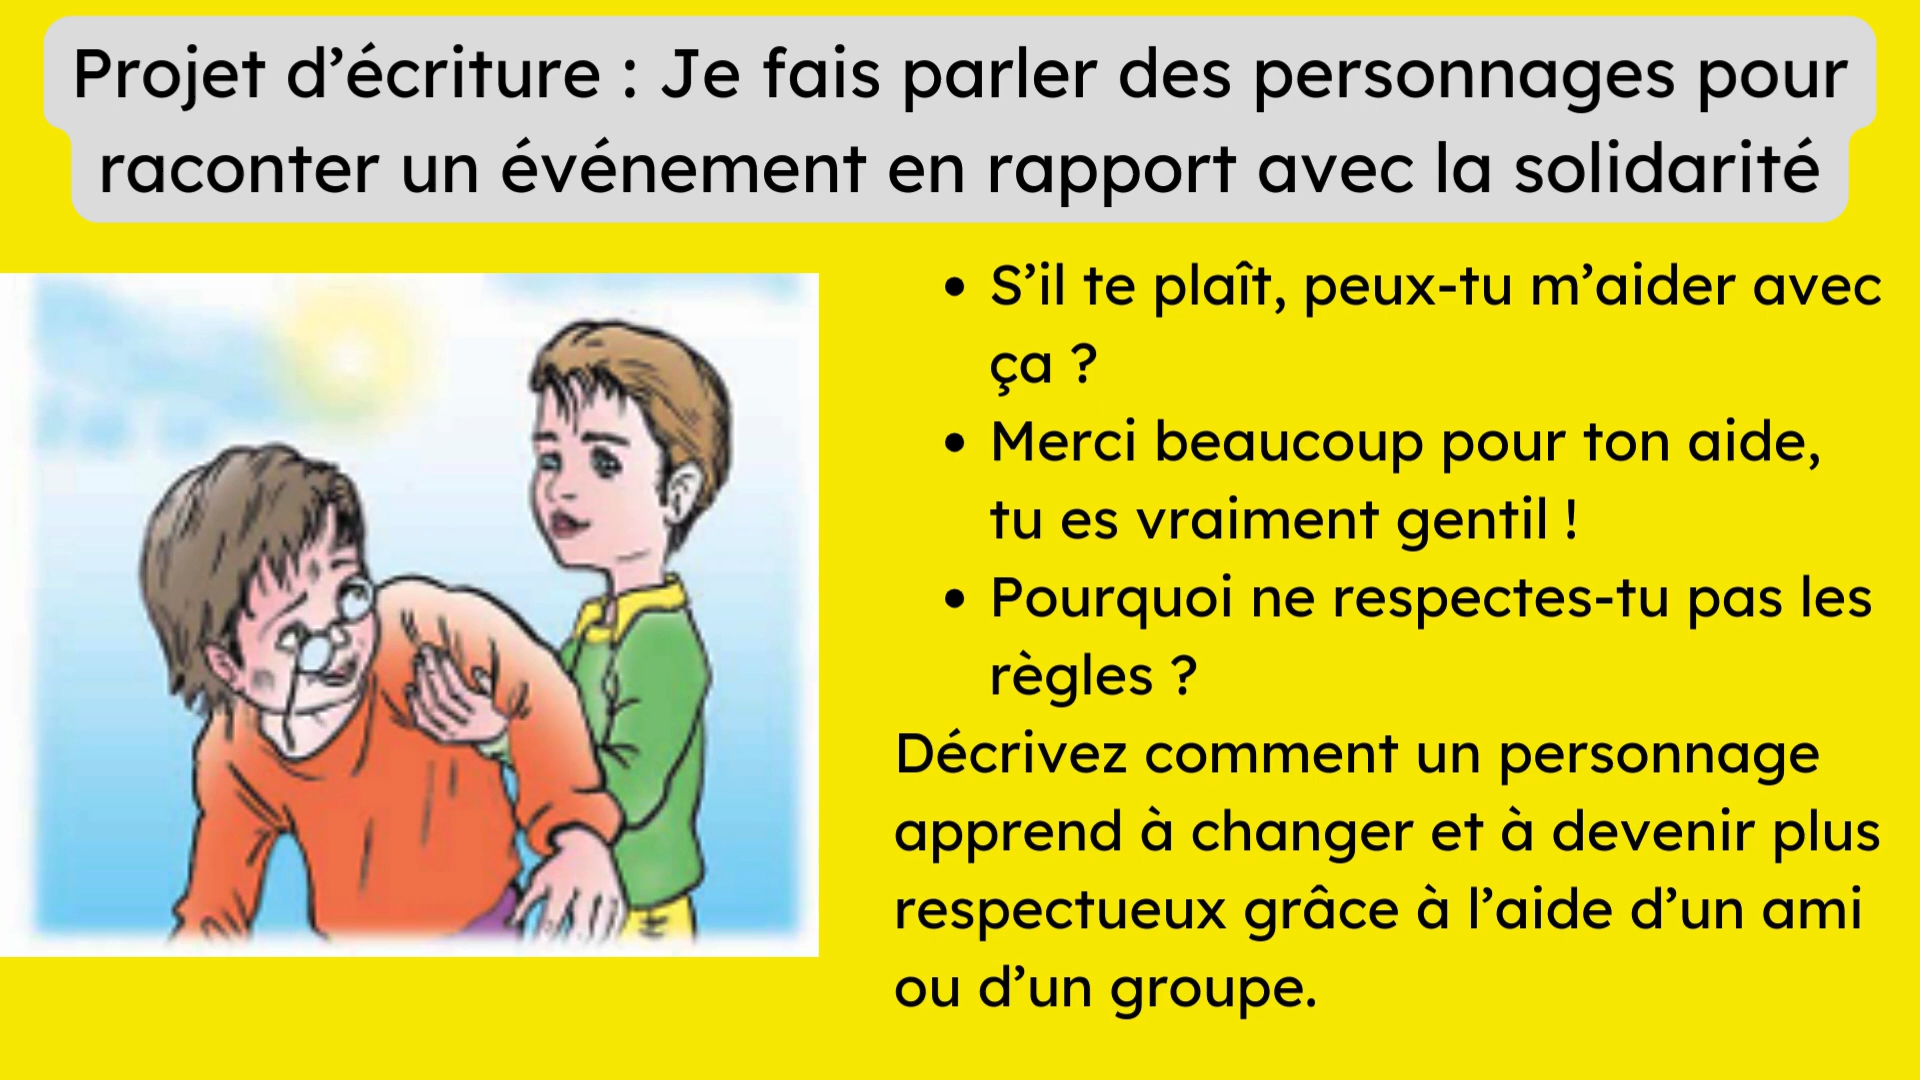 Projet d’écriture : Je fais parler des personnages pour
raconter un événement en rapport avec la solidarité
• S’il te plaît, peux-tu m’aider avec
ça ?
• Merci beaucoup pour ton aide,
tu es vraiment gentil !
• Pourquoi ne respectes-tu pas les
règles ?
Décrivez comment un personnage
apprend à changer et à devenir plus
respectueux grâce à l’aide d’un ami
ou d’un groupe.